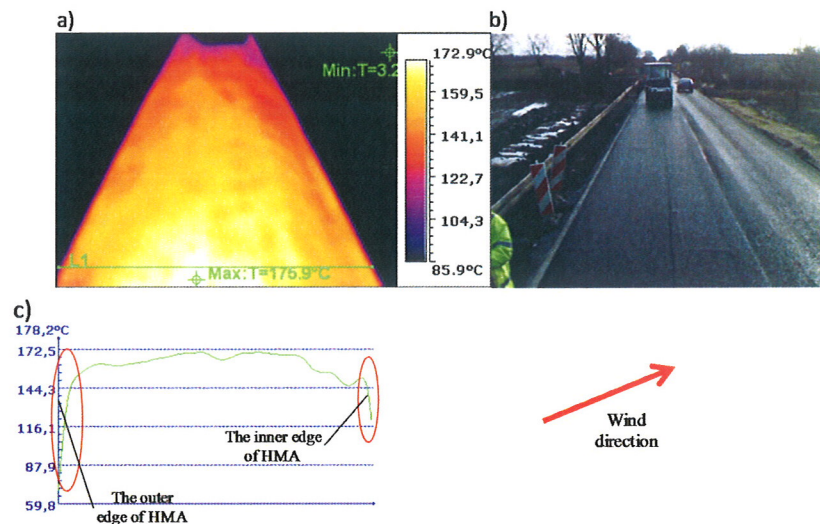 a)
Min:T=3.2
L1
Max:T=175.9°C
172.9°C
159,5
141,1
122,7
104,3
85.9°C
b)
c)
178,2°C
172,5
144,3
116,1
87,9
59,8
The outer
edge of HMA
The inner edge
of HMA
Wind
direction